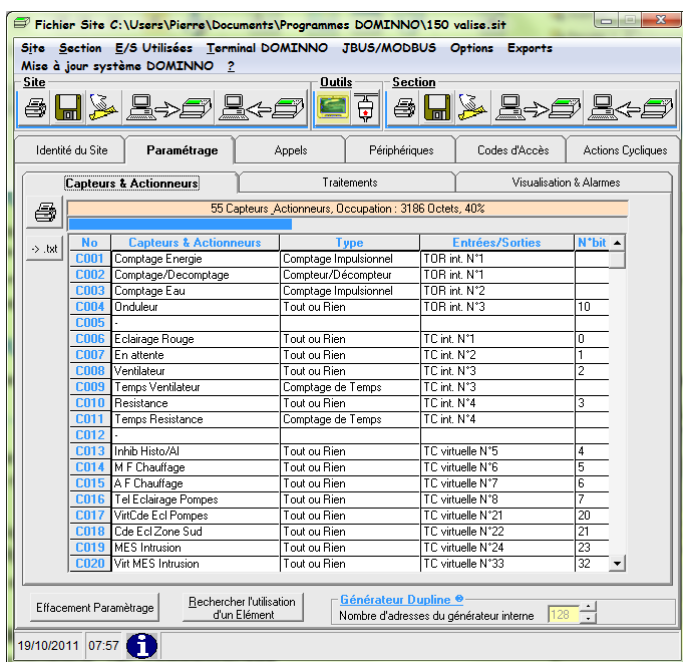 Fichier Site C:\Users\Pierre\Documents\Programmes DOMINNO\150 valise.sit
Site Section E/S Utilisées Terminal DOMINNO JBUS/MODBUS Options Exports
Mise à jour système DOMINNO ?
Site Outils Section
Identité du Site Paramétrage Appels Périphériques Codes d'Accès Actions Cycliques
Capteurs & Actionneurs Traitements Visualisation & Alarmes
55 Capteurs ,Actionneurs, Occupation : 3186 Octets, 40%
-> .txt
No Capteurs & Actionneurs Type Entrées/Sorties N°bit
C001 Comptage Energie Comptage Impulsionnel TOR int. N°1
C002 Comptage/Decomptage Compteur/Décompteur TOR int. N°1
C003 Comptage Eau Comptage Impulsionnel TOR int. N°2
C004 Onduleur Tout ou Rien TOR int. N°3 10
C005 -
C006 Eclairage Rouge Tout ou Rien TC int. N°1 0
C007 En attente Tout ou Rien TC int. N°2 1
C008 Ventilateur Tout ou Rien TC int. N°3 2
C009 Temps Ventilateur Comptage de Temps TC int. N°3
C010 Resistance Tout ou Rien TC int. N°4 3
C011 Temps Resistance Comptage de Temps TC int. N°4
C012 -
C013 Inhib Histo/Al Tout ou Rien TC virtuelle N°5 4
C014 M F Chauffage Tout ou Rien TC virtuelle N°6 5
C015 A F Chauffage Tout ou Rien TC virtuelle N°7 6
C016 Tel Eclairage Pompes Tout ou Rien TC virtuelle N°8 7
C017 VirtCde Ecl Pompes Tout ou Rien TC virtuelle N°21 20
C018 Cde Ecl Zone Sud Tout ou Rien TC virtuelle N°22 21
C019 MES Intrusion Tout ou Rien TC virtuelle N°24 23
C020 Virt MES Intrusion Tout ou Rien TC virtuelle N°33 32
Effacement Paramètrage
Rechercher l'utilisation
d'un Elément
Générateur Dupline ®
Nombre d'adresses du générateur interne 128
19/10/2011 07:57